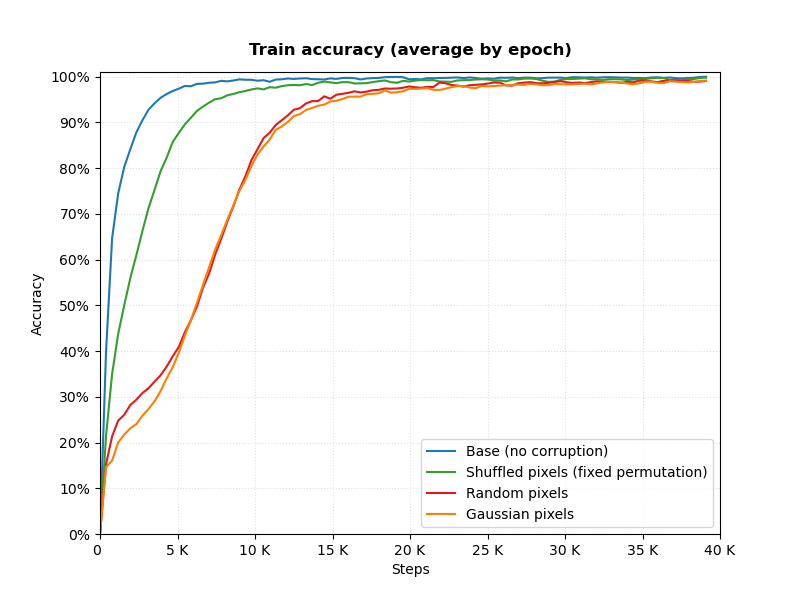 Train accuracy (average by epoch)
100%
90%
80%
70%
60%
50%
40%
30%
20%
10%
0%
Accuracy
0
5 K
10 K
15 K
20 K
25 K
30 K
35 K
40 K
Steps
Base (no corruption)
Shuffled pixels (fixed permutation)
Random pixels
Gaussian pixels